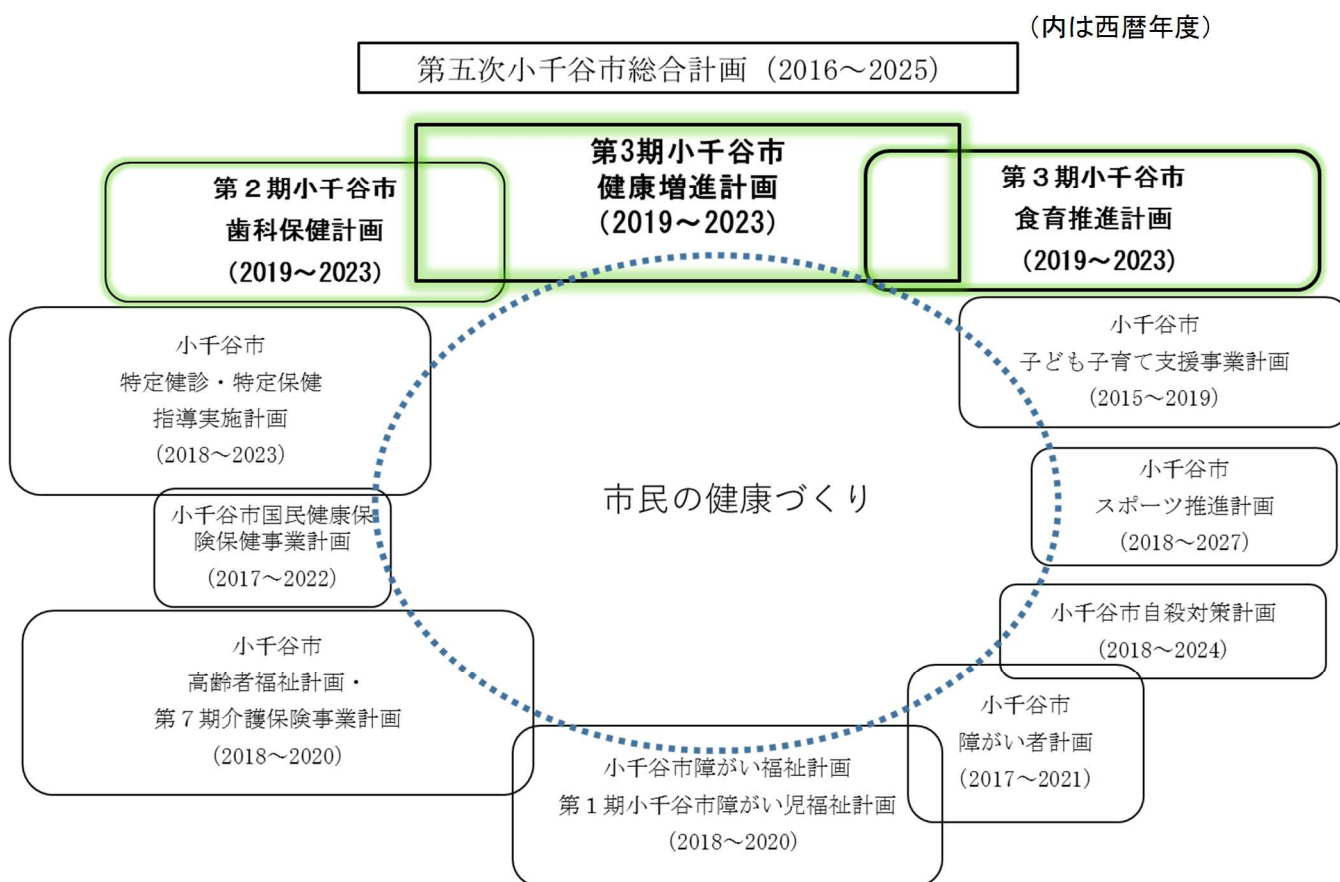 (内は西暦年度)
第五次小千谷市総合計画（2016～2025）
第3期小千谷市
健康増進計画
(2019～2023)
第２期小千谷市
歯科保健計画
(2019～2023)
第３期小千谷市
食育推進計画
(2019～2023)
小千谷市
特定健診・特定保健
指導実施計画
(2018～2023)
小千谷市
子ども子育て支援事業計画
(2015～2019)
市民の健康づくり
小千谷市
スポーツ推進計画
(2018～2027)
小千谷市国民健康保
険保健事業計画
(2017～2022)
小千谷市自殺対策計画
(2018～2024)
小千谷市
高齢者福祉計画・
第７期介護保険事業計画
(2018～2020)
小千谷市
障がい者計画
(2017～2021)
小千谷市障がい福祉計画
第１期小千谷市障がい児福祉計画
(2018～2020)